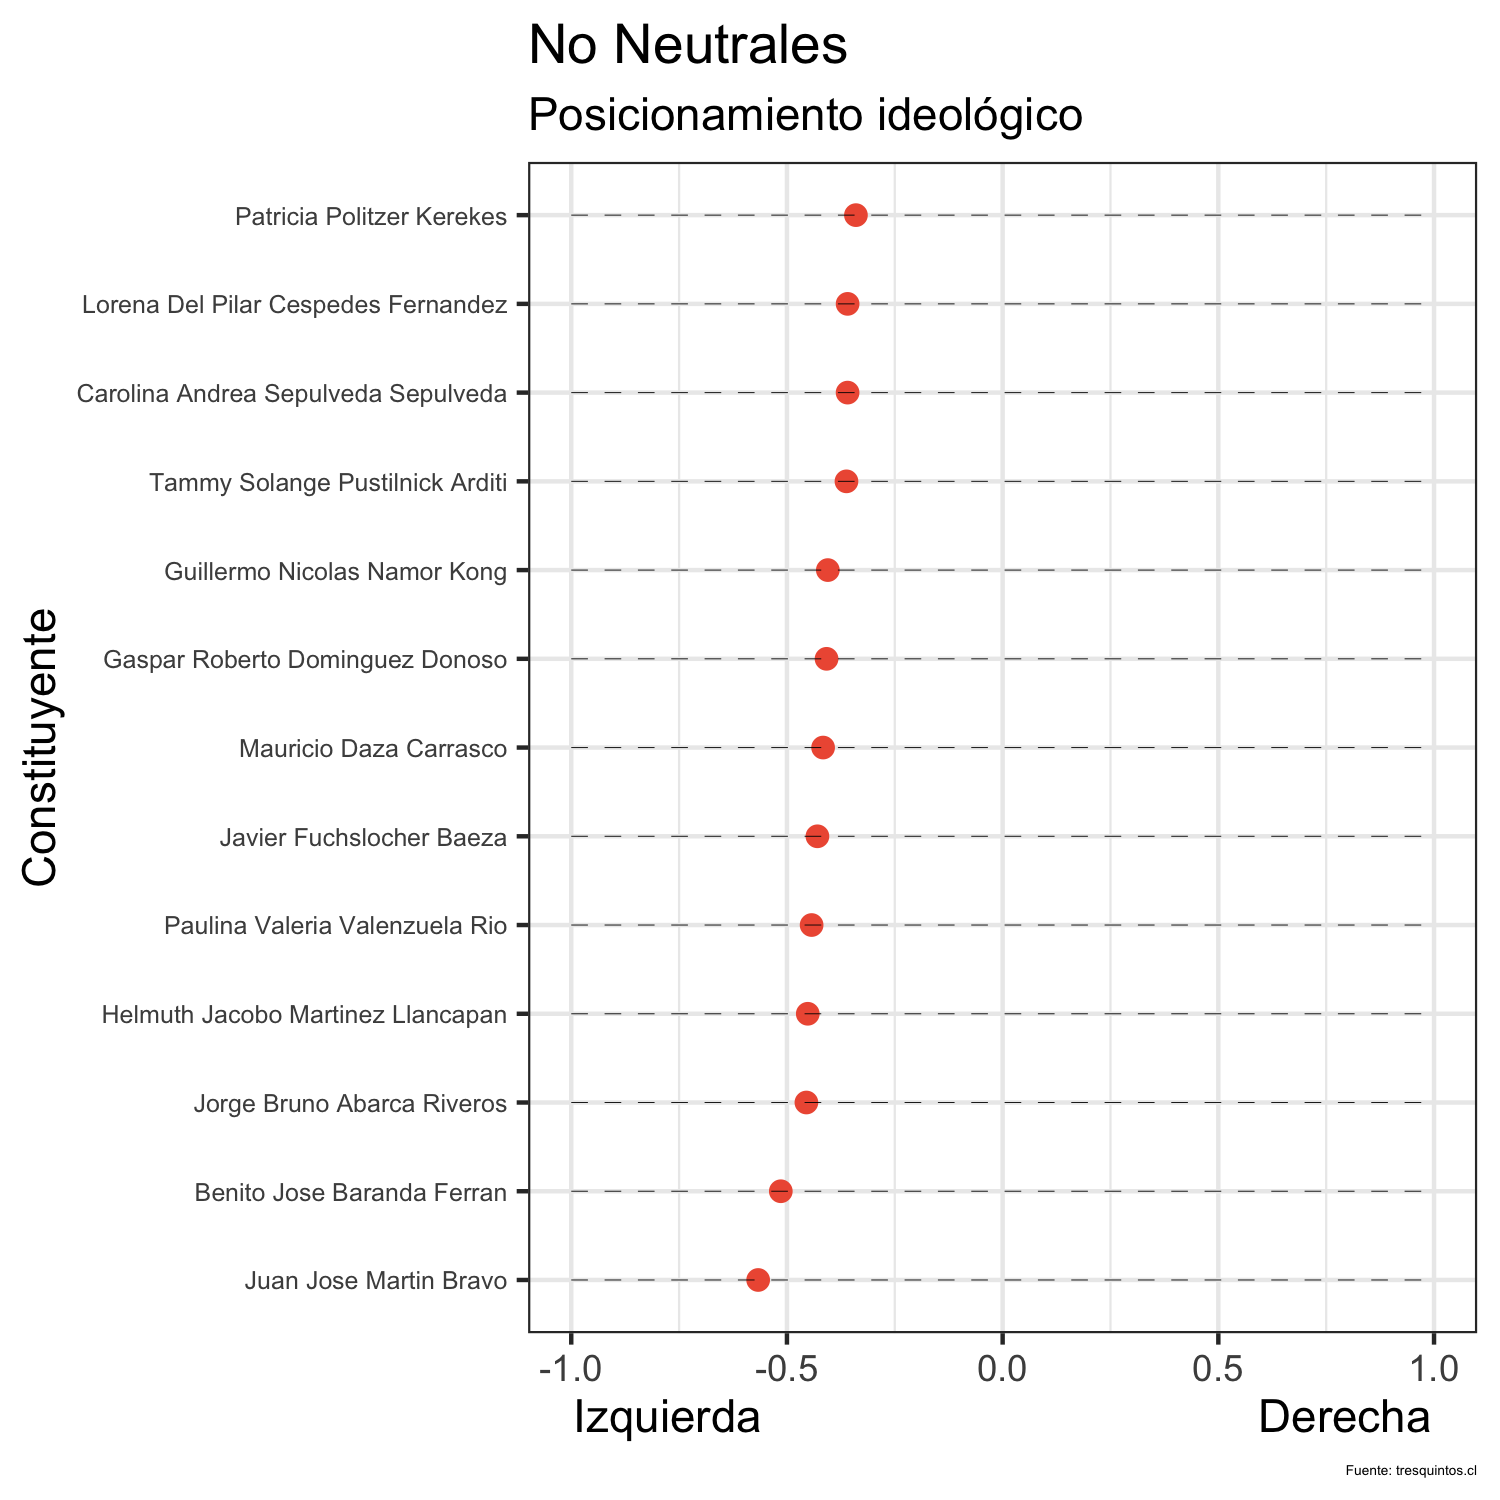 No Neutrales
Posicionamiento ideológico
Constituyente
Patricia Politzer Kerekes
Lorena Del Pilar Cespedes Fernandez
Carolina Andrea Sepulveda Sepulveda
Tammy Solange Pustilnick Arditi
Guillermo Nicolas Namor Kong
Gaspar Roberto Dominguez Donoso
Mauricio Daza Carrasco
Javier Fuchslocher Baeza
Paulina Valeria Valenzuela Rio
Helmuth Jacobo Martinez Llancapan
Jorge Bruno Abarca Riveros
Benito Jose Baranda Ferran
Juan Jose Martin Bravo
-1.0 -0.5 0.0 0.5 1.0
Izquierda Derecha
Fuente: tresquintos.cl